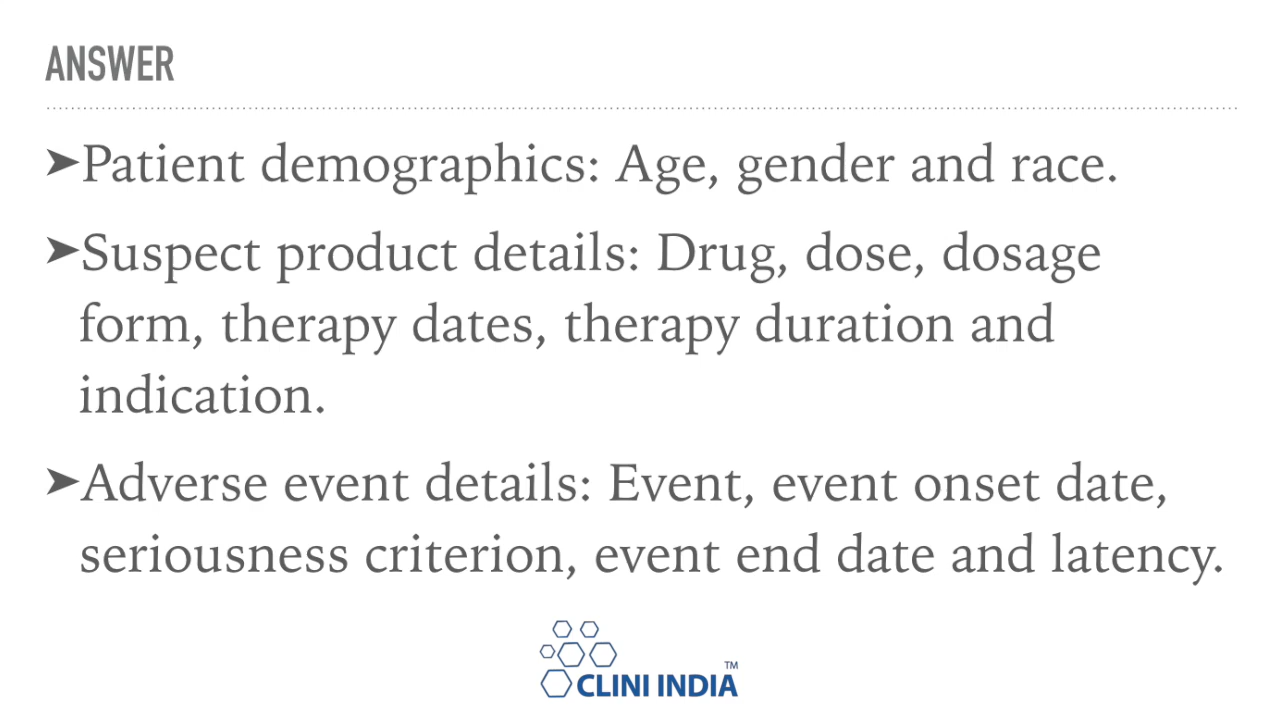 ANSWER
➤Patient demographics: Age, gender and race.
➤Suspect product details: Drug, dose, dosage
form, therapy dates, therapy duration and
indication.
➤Adverse event details: Event, event onset date,
seriousness criterion, event end date and latency.
CLINI INDIA™